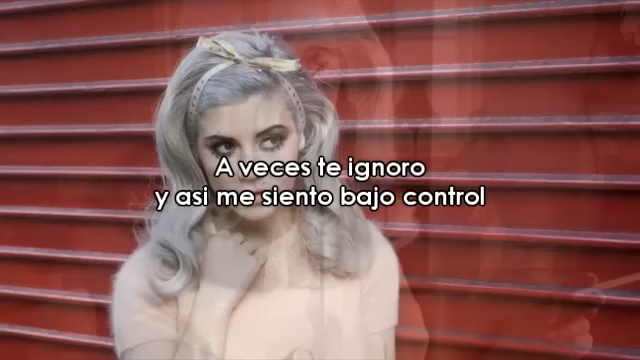 A veces te ignoro
y asi me siento bajo control